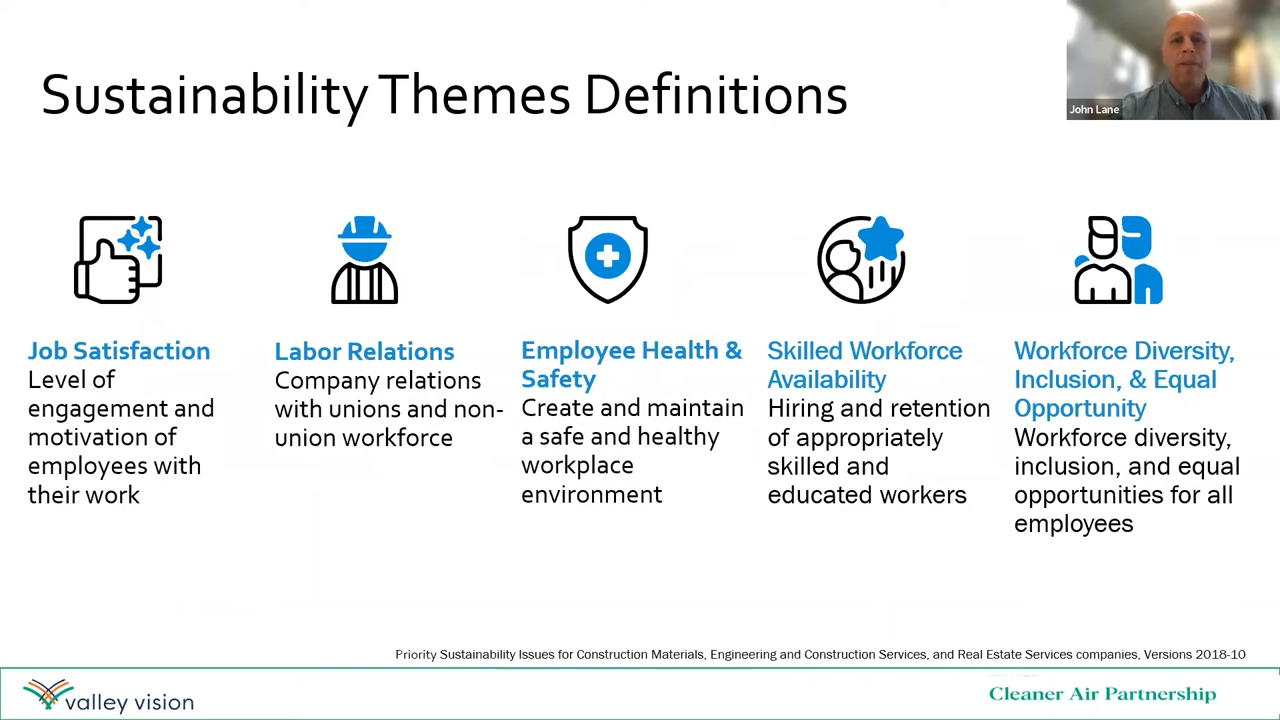 Sustainability Themes Definitions
John Lane
Job Satisfaction
Level of
engagement and
motivation of
employees with
their work
Labor Relations
Company relations
with unions and non-
union workforce
Employee Health &
Safety
Create and maintain
a safe and healthy
workplace
environment
Skilled Workforce
Availability
Hiring and retention
of appropriately
skilled and
educated workers
Workforce Diversity,
Inclusion, & Equal
Opportunity
Workforce diversity,
inclusion, and equal
opportunities for all
employees
Priority Sustainability Issues for Construction Materials, Engineering and Construction Services, and Real Estate Services companies, Versions 2018-10
valley vision
Cleaner Air Partnership